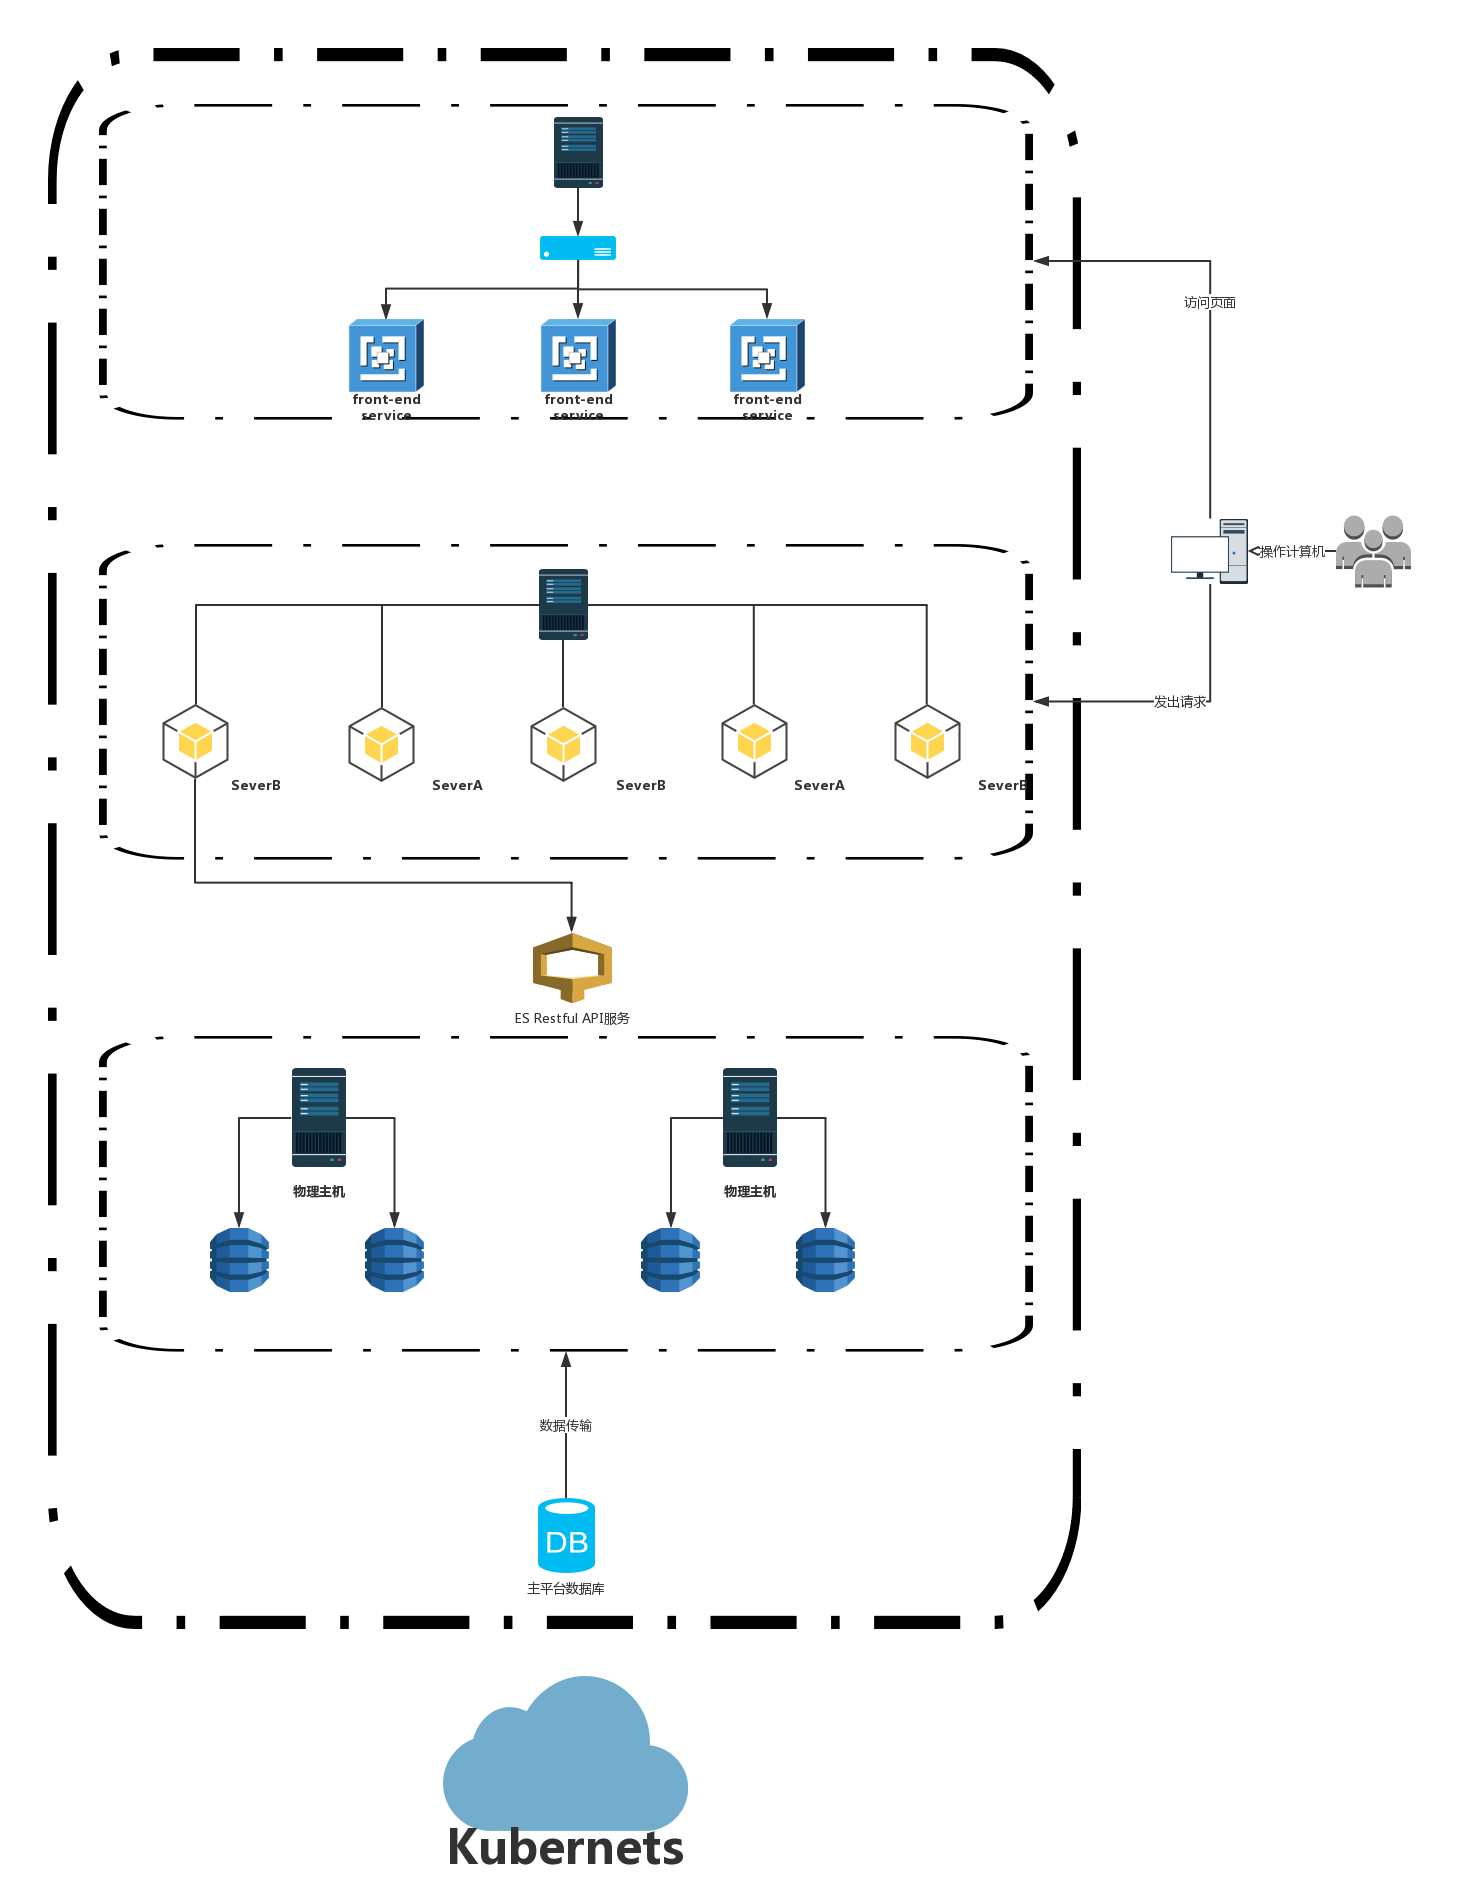 访问页面
front-end
service
front-end
service
front-end
service
操作计算机
发出请求
SeverB
SeverA
SeverB
SeverA
SeverB
ES Restful API服务
物理主机
物理主机
数据传输
DB
主平台数据库
Kubernets